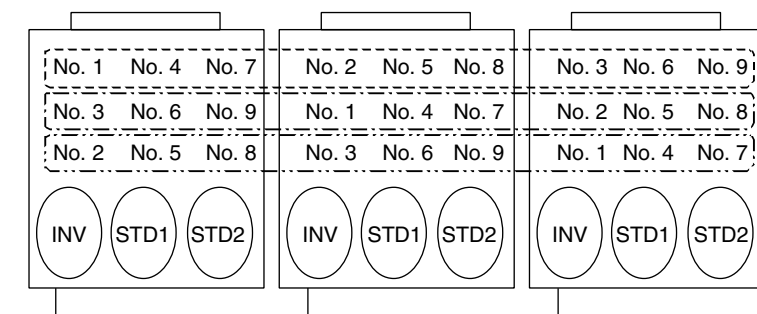 No. 1 No. 4 No. 7 No. 2 No. 5 No. 8 No. 3 No. 6 No. 9
No. 3 No. 6 No. 9 No. 1 No. 4 No. 7 No. 2 No. 5 No. 8
No. 2 No. 5 No. 8 No. 3 No. 6 No. 9 No. 1 No. 4 No. 7
INV STD1 STD2 INV STD1 STD2 INV STD1 STD2